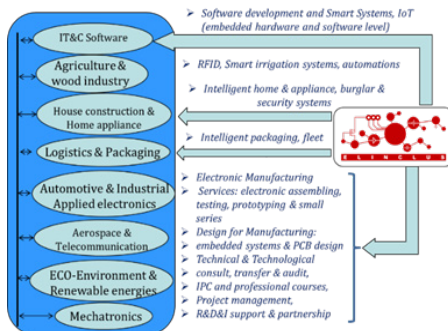 IT&C Software
Agriculture &
wood industry
House construction &
Home appliance
Logistics & Packaging
Automotive & Industrial
Applied electronics
Aerospace &
Telecommunication
ECO-Environment &
Renewable energies
Mechatronics
➤ Software development and Smart Systems, IoT
(embedded hardware and software level)
➤ RFID, Smart irrigation systems, automations
➤ Intelligent home & appliance, burglar &
security systems
➤ Intelligent packaging, fleet
ELINCLUS
➤ Electronic Manufacturing
➤ Services: electronic assembling,
testing, prototyping & small
series
➤ Design for Manufacturing:
➤ embedded systems & PCB design
➤ Technical & Technological
➤ consult, transfer & audit,
➤ IPC and professional courses,
➤ Project management,
➤ R&D&I support & partnership